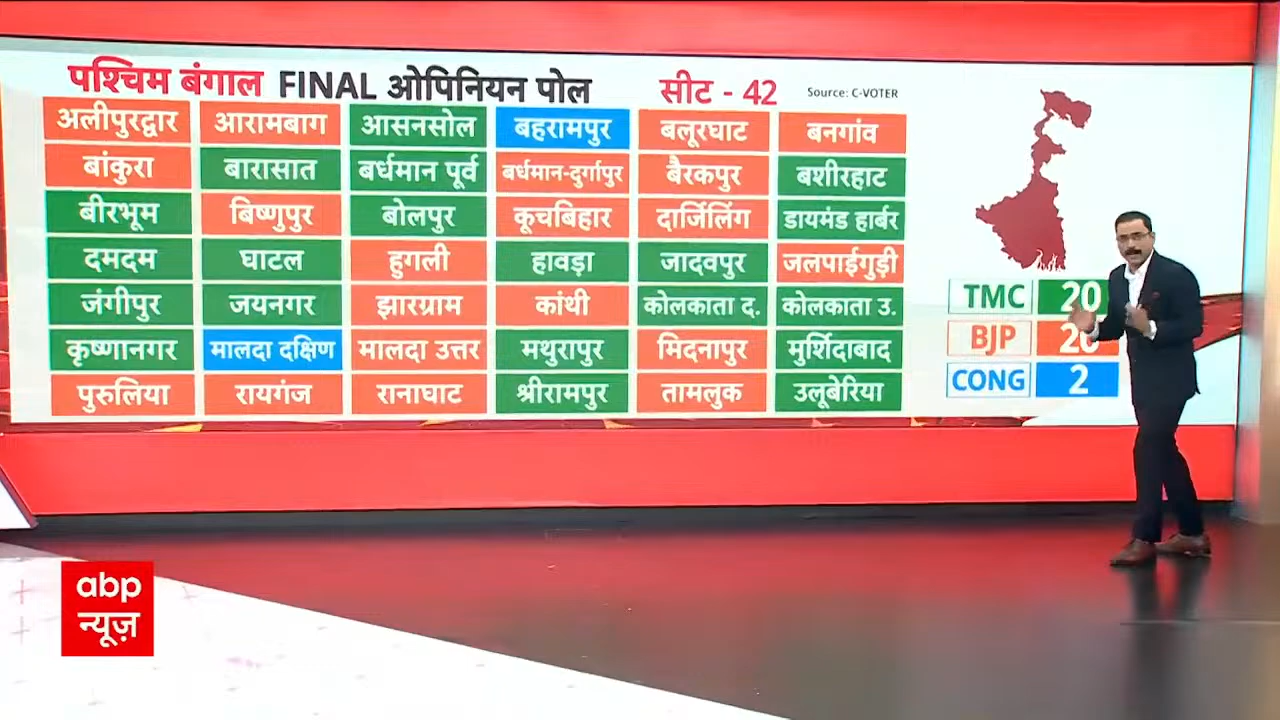 पश्चिम बंगाल FINAL ओपिनियन पोल सीट - 42 Source: C-VOTER
अलीपुरद्वार आरामबाग आसनसोल बहरामपुर बलूरघाट बनगांव
बांकुरा बारासात बर्धमान पूर्व बर्धमान-दुर्गापुर बैरकपुर बशीरहाट
बीरभूम बिष्णुपुर बोलपुर कूचबिहार दार्जिलिंग डायमंड हार्बर
दमदम घाटल हुगली हावड़ा जादवपुर जलपाईगुड़ी
जंगीपुर जयनगर झारग्राम कांथी कोलकाता द. कोलकाता उ.
कृष्णानगर मालदा दक्षिण मालदा उत्तर मथुरापुर मिदनापुर मुर्शिदाबाद
पुरुलिया रायगंज रानाघाट श्रीरामपुर तामलुक उलूबेरिया
TMC 20
BJP 20
CONG 2
abp
न्यूज़